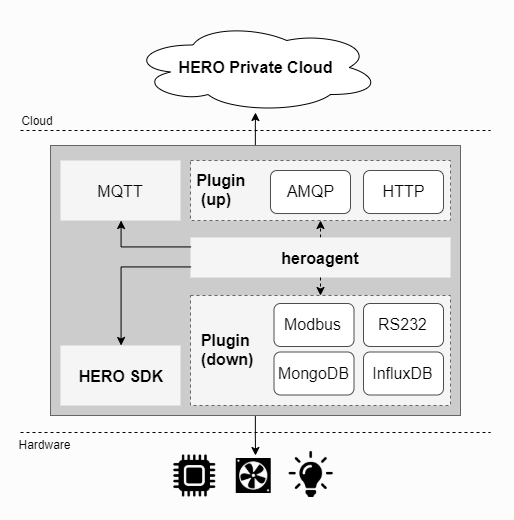 HERO Private Cloud
Cloud
MQTT
Plugin
(up)
AMQP
HTTP
heroagent
Plugin
(down)
Modbus
RS232
MongoDB
InfluxDB
HERO SDK
Hardware